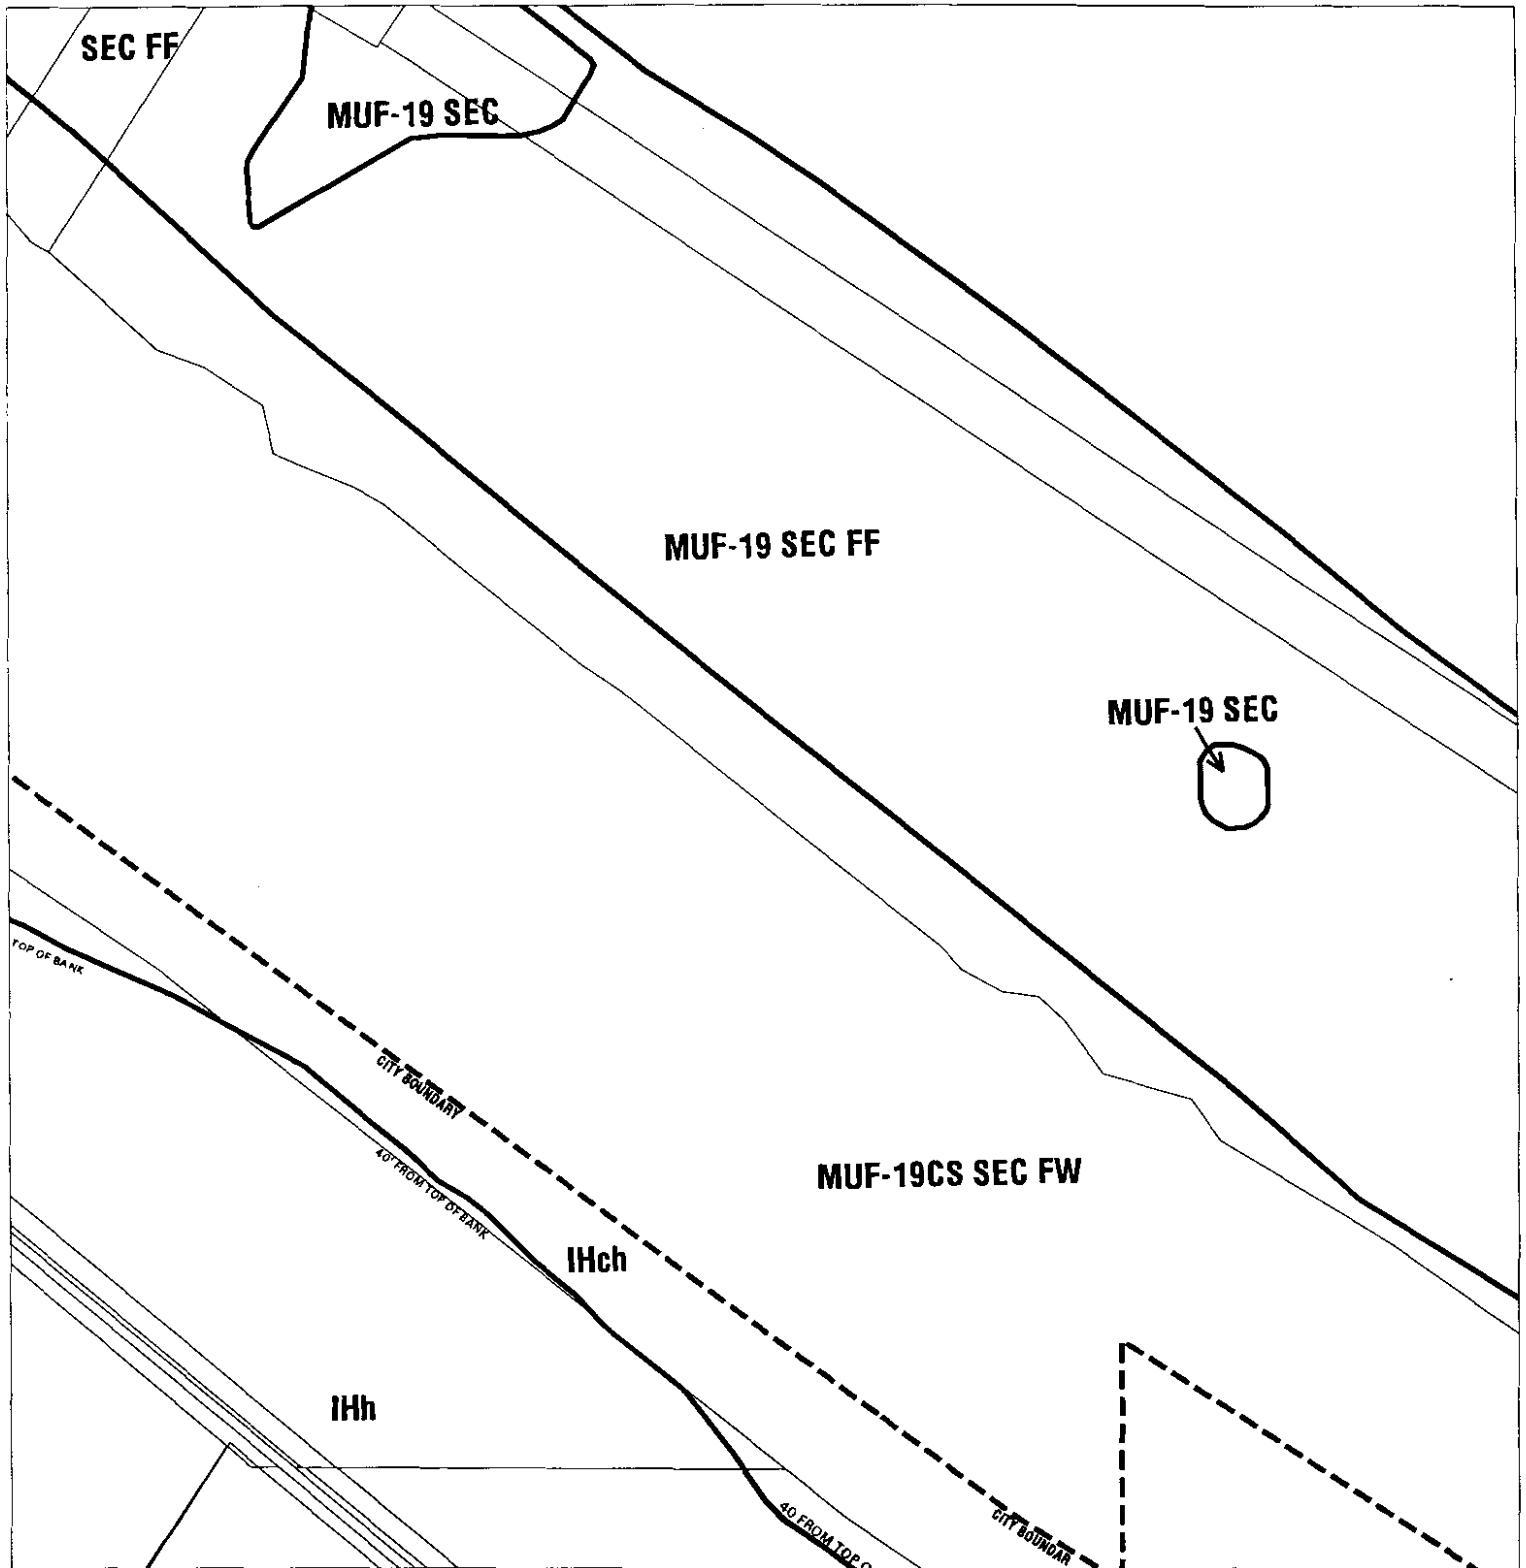 SEC FF
MUF-19 SEC
MUF-19 SEC FF
MUF-19 SEC
TOP OF BANK
CITY BOUNDARY
40' FROM TOP OF BANK
MUF-19CS SEC FW
IHch
IHh
40 FROM TOP O
CITY BOUNDAR